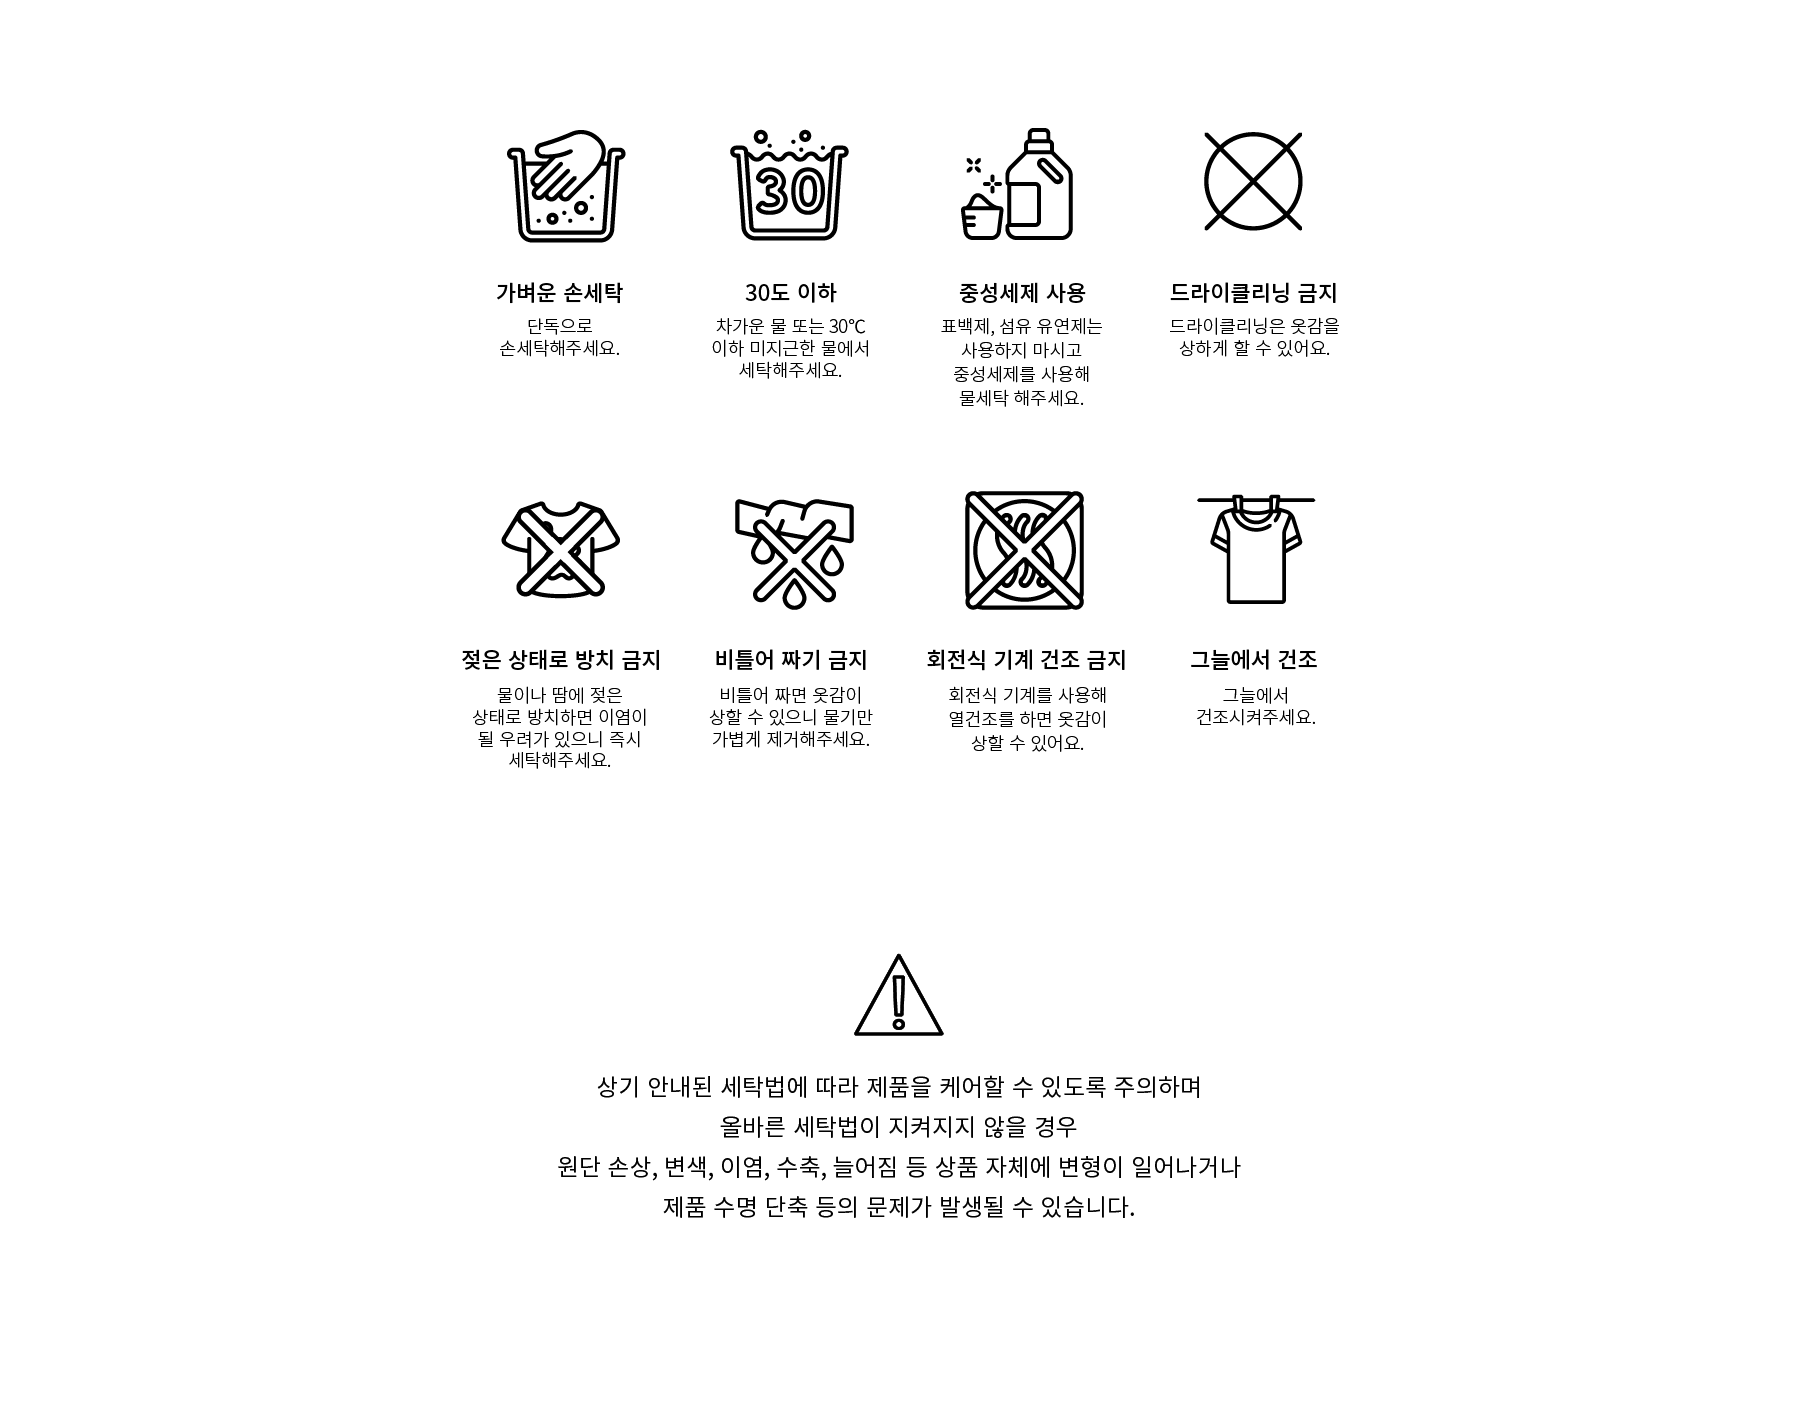 30
가벼운 손세탁
단독으로
손세탁해주세요.
30도 이하
차가운 물 또는 30℃
이하 미지근한 물에서
세탁해주세요.
중성세제 사용
표백제, 섬유 유연제는
사용하지 마시고
중성세제를 사용해
물세탁 해주세요.
드라이클리닝 금지
드라이클리닝은 옷감을
상하게 할 수 있어요.
젖은 상태로 방치 금지
물이나 땀에 젖은
상태로 방치하면 이염이
될 우려가 있으니 즉시
세탁해주세요.
비틀어 짜기 금지
비틀어 짜면 옷감이
상할 수 있으니 물기만
가볍게 제거해주세요.
회전식 기계 건조 금지
회전식 기계를 사용해
열건조를 하면 옷감이
상할 수 있어요.
그늘에서 건조
그늘에서
건조시켜주세요.
상기 안내된 세탁법에 따라 제품을 케어할 수 있도록 주의하며
올바른 세탁법이 지켜지지 않을 경우
원단 손상, 변색, 이염, 수축, 늘어짐 등 상품 자체에 변형이 일어나거나
제품 수명 단축 등의 문제가 발생될 수 있습니다.